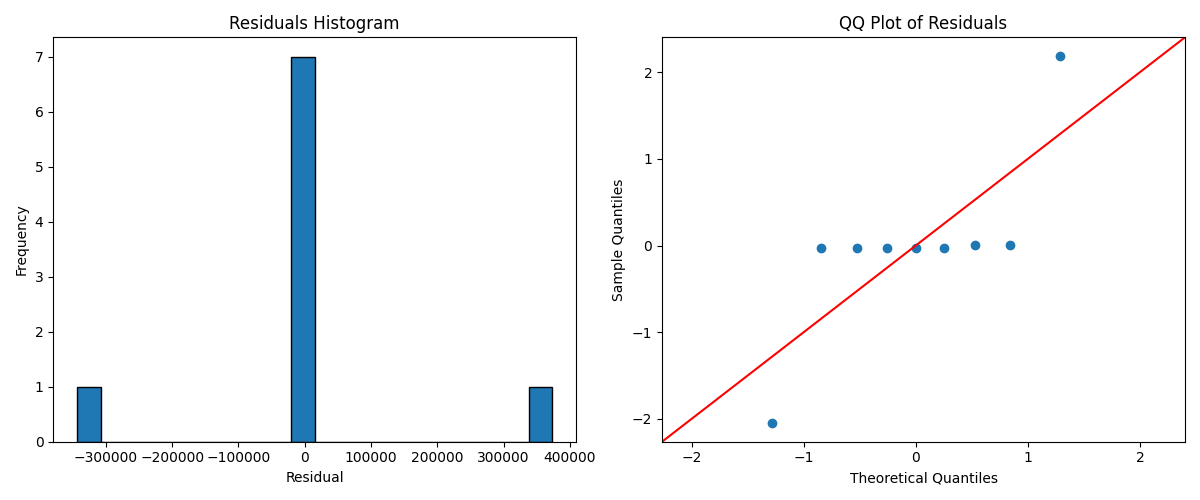 Residuals Histogram
Frequency
7
6
5
4
3
2
1
0
−300000 −200000 −100000 0 100000 200000 300000 400000
Residual
QQ Plot of Residuals
Sample Quantiles
2
1
0
−1
−2
−2 −1 0 1 2
Theoretical Quantiles